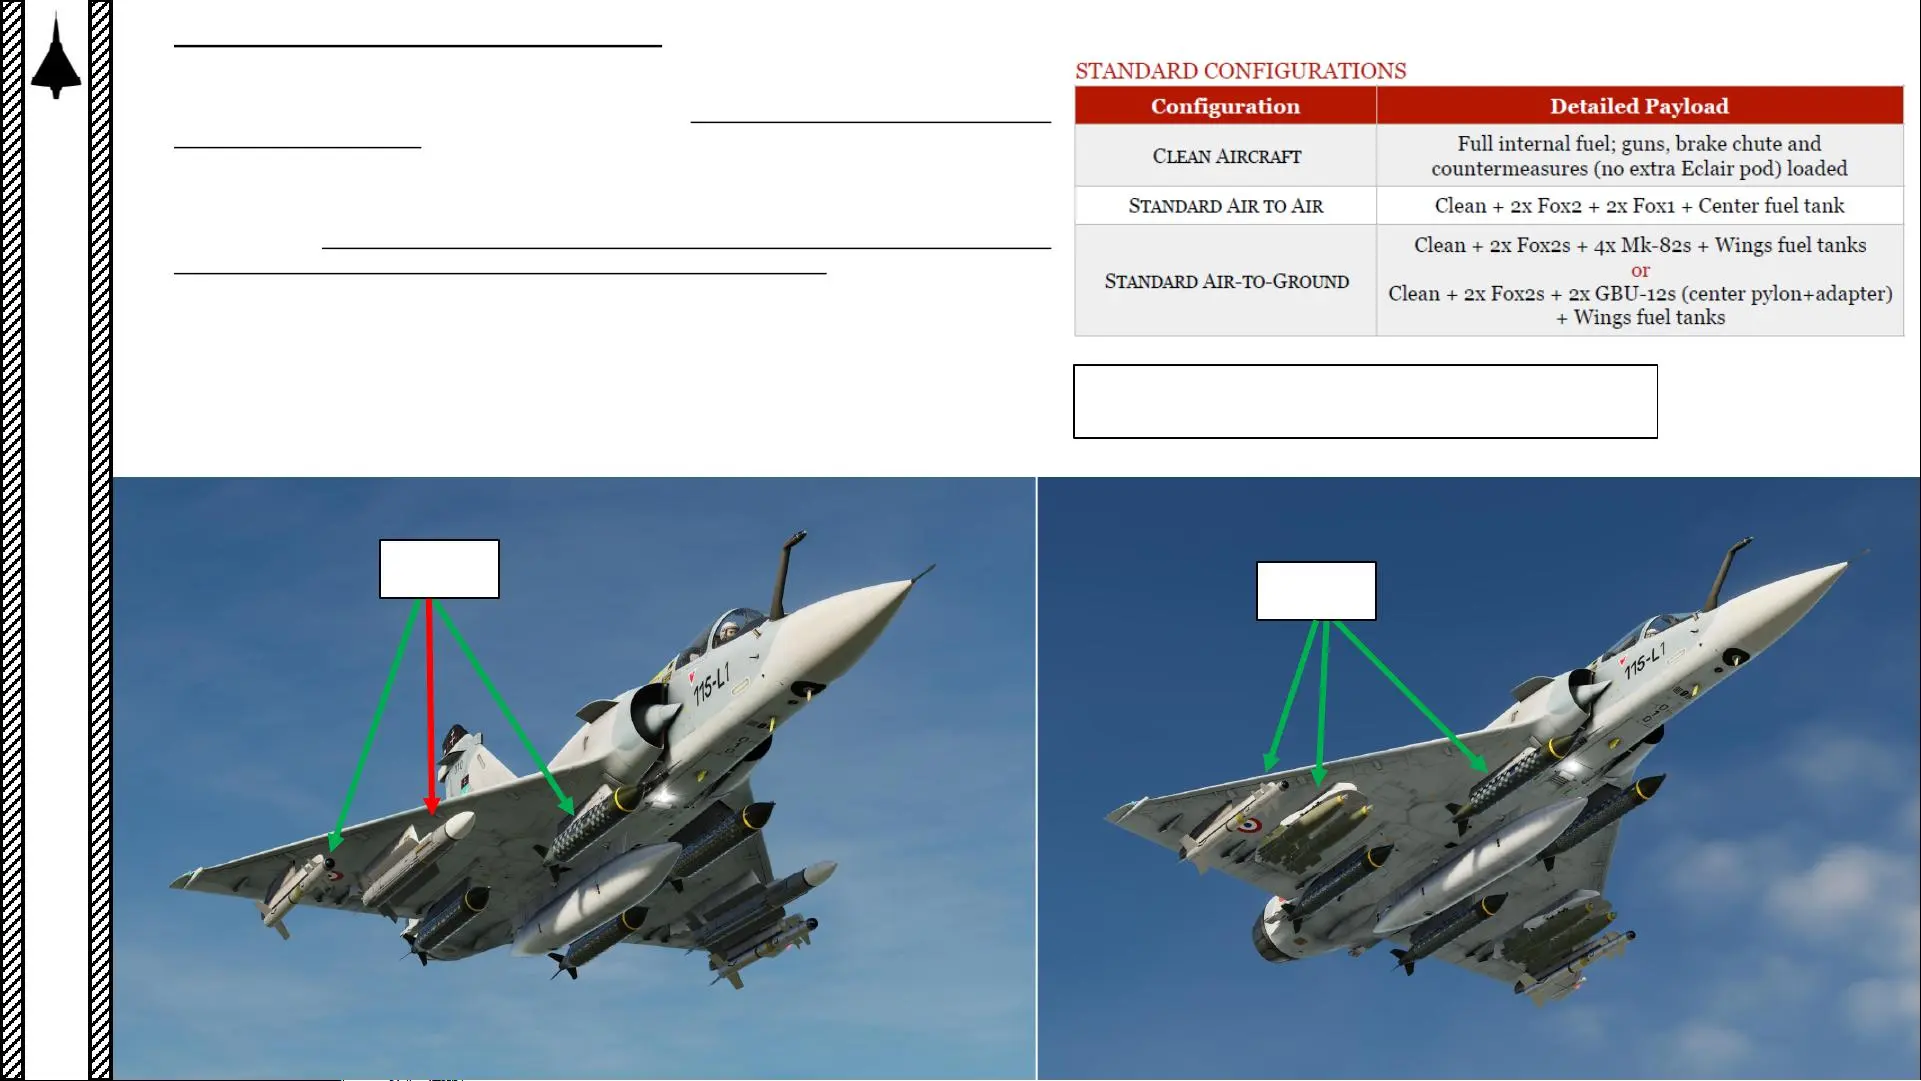 STANDARD CONFIGURATIONS
Configuration Detailed Payload
CLEAN AIRCRAFT
Full internal fuel; guns, brake chute and
countermeasures (no extra Eclair pod) loaded
STANDARD AIR TO AIR
Clean + 2x Fox2 + 2x Fox1 + Center fuel tank
STANDARD AIR-TO-GROUND
Clean + 2x Fox2s + 4x Mk-82s + Wings fuel tanks
or
Clean + 2x Fox2s + 2x GBU-12s (center pylon+adapter)
+ Wings fuel tanks
115-L1
115-L1